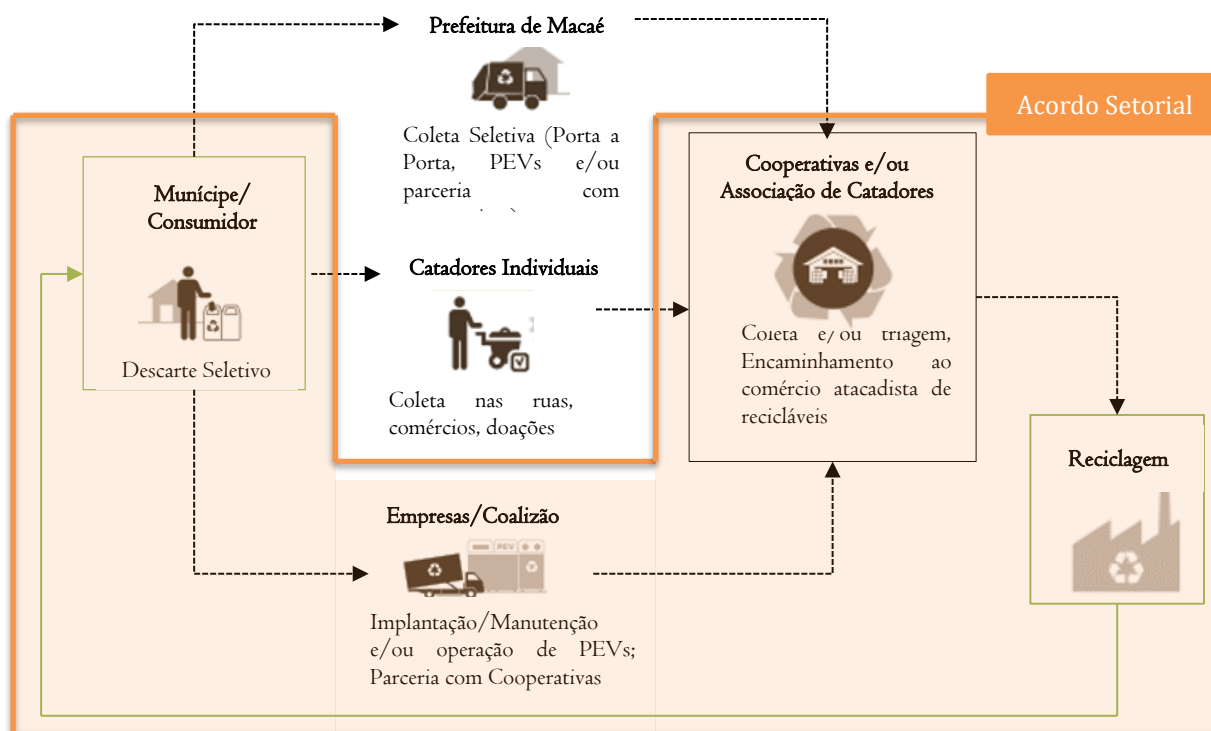 Prefeitura de Macaé
Acordo Setorial
Coleta Seletiva (Porta a
Porta, PEVs e/ou
parceria com
Munícipe/
Consumidor
Descarte Seletivo
Catadores Individuais
Coleta nas ruas,
comércios, doações
Cooperativas e/ou
Associação de Catadores
Coleta e/ou triagem,
Encaminhamento ao
comércio atacadista de
recicláveis
Reciclagem
Empresas/Coalizão
PEV
Implantação/Manutenção
e/ou operação de PEVs;
Parceria com Cooperativas